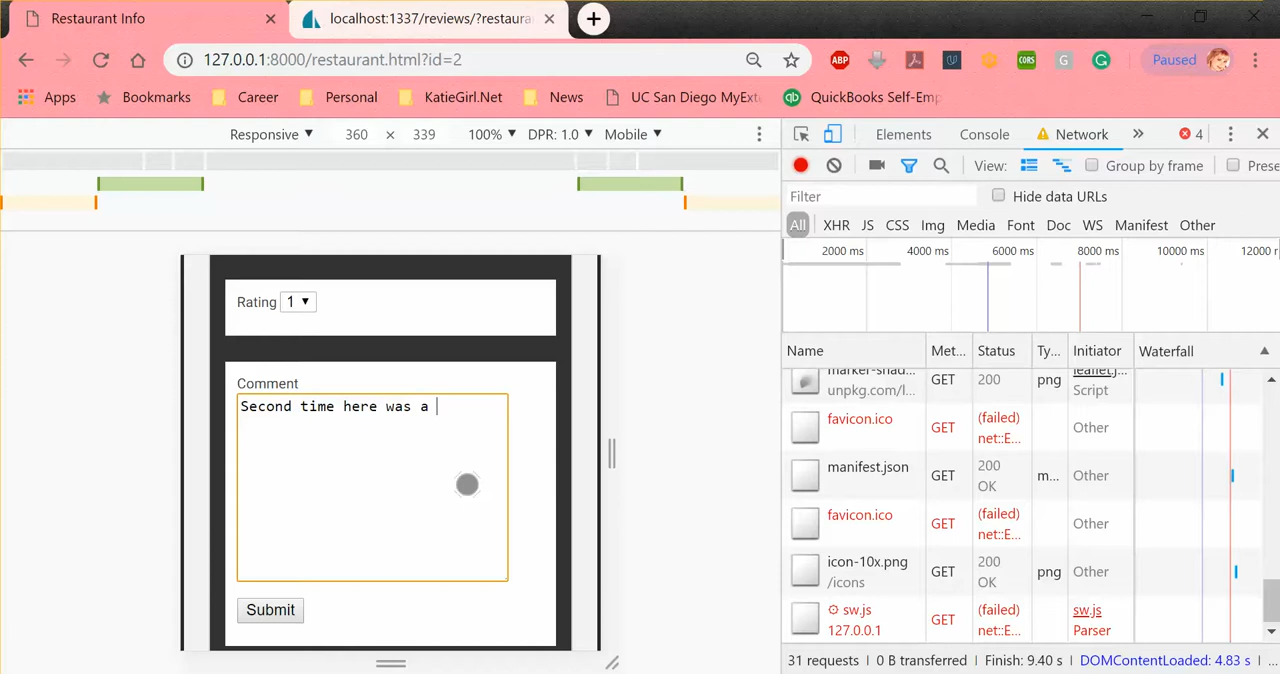 Restaurant Info
localhost:1337/reviews/?restaura
127.0.0.1:8000/restaurant.html?id=2
ABP
CORS
G
Paused
Apps
Bookmarks
Career
Personal
KatieGirl.Net
News
UC San Diego MyExt
qb
QuickBooks Self-Emp
Responsive ▼
360 × 339
100% ▼
DPR: 1.0 ▼
Mobile ▼
Elements
Console
Network
4
View:
Group by frame
Prese
Filter
Hide data URLs
All
XHR
JS
CSS
Img
Media
Font
Doc
WS
Manifest
Other
2000 ms
4000 ms
6000 ms
8000 ms
10000 ms
12000 r
Name
Met...
Status
Ty...
Initiator
Waterfall
marker-shad...
unpkg.com/l...
GET
200
png
leaflet.j...
Script
favicon.ico
GET
(failed)
net::E...
Other
manifest.json
GET
200
OK
m...
Other
favicon.ico
GET
(failed)
net::E...
Other
icon-10x.png
/icons
GET
200
OK
png
Other
sw.js
127.0.0.1
GET
(failed)
net::E...
sw.js
Parser
31 requests
0 B transferred
Finish: 9.40 s
DOMContentLoaded: 4.83 s
...
Rating 1 ▼
Comment
Second time here was a
Submit